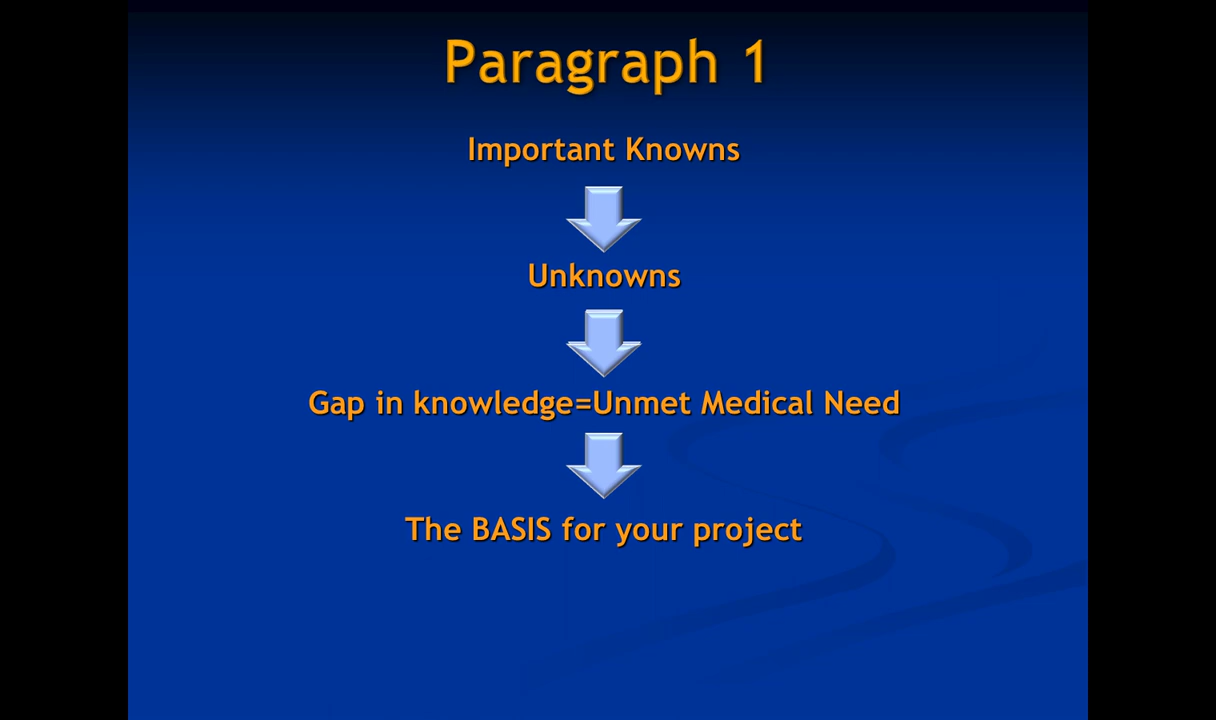 Paragraph 1
Important Knowns
Unknowns
Gap in knowledge=Unmet Medical Need
The BASIS for your project